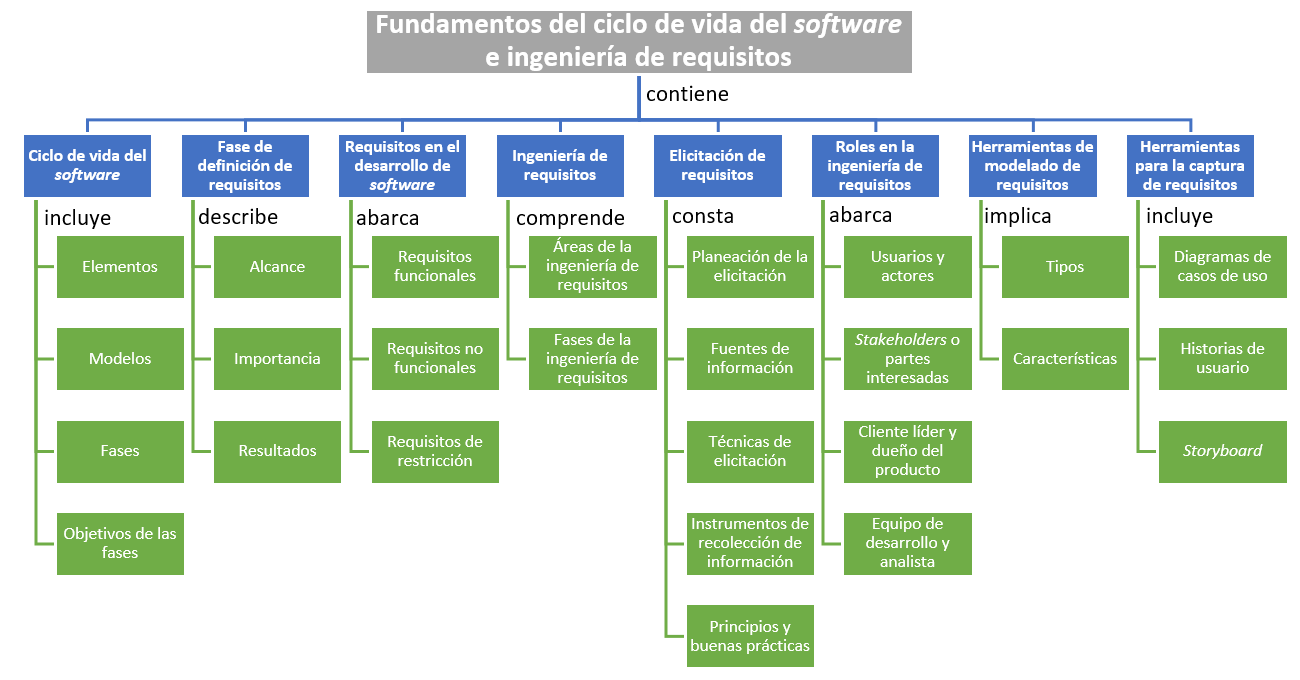 Fundamentos del ciclo de vida del software
e ingeniería de requisitos
contiene
Ciclo de vida del
software
incluye
Elementos
Modelos
Fases
Objetivos de las
fases
Fase de
definición de
requisitos
describe
Alcance
Importancia
Resultados
Requisitos en el
desarrollo de
software
abarca
Requisitos
funcionales
Requisitos no
funcionales
Requisitos de
restricción
Ingeniería de
requisitos
comprende
Áreas de la
ingeniería de
requisitos
Fases de la
ingeniería de
requisitos
Elicitación de
requisitos
consta
Planeación de la
elicitación
Fuentes de
información
Técnicas de
elicitación
Instrumentos de
recolección de
información
Principios y
buenas prácticas
Roles en la
ingeniería de
requisitos
abarca
Usuarios y
actores
Stakeholders o
partes
interesadas
Cliente líder y
dueño del
producto
Equipo de
desarrollo y
analista
Herramientas de
modelado de
requisitos
implica
Tipos
Características
Herramientas
para la captura
de requisitos
incluye
Diagramas de
casos de uso
Historias de
usuario
Storyboard